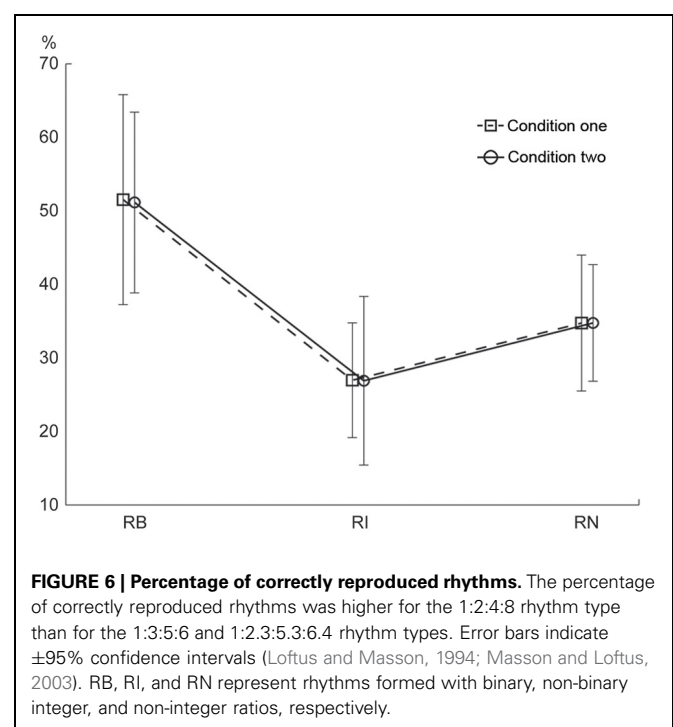 %
70
60
50
40
30
20
10
Condition one
Condition two
RB RI RN
FIGURE 6 | Percentage of correctly reproduced rhythms. The percentage
of correctly reproduced rhythms was higher for the 1:2:4:8 rhythm type
than for the 1:3:5:6 and 1:2.3:5.3:6.4 rhythm types. Error bars indicate
±95% confidence intervals (Loftus and Masson, 1994; Masson and Loftus,
2003). RB, RI, and RN represent rhythms formed with binary, non-binary
integer, and non-integer ratios, respectively.